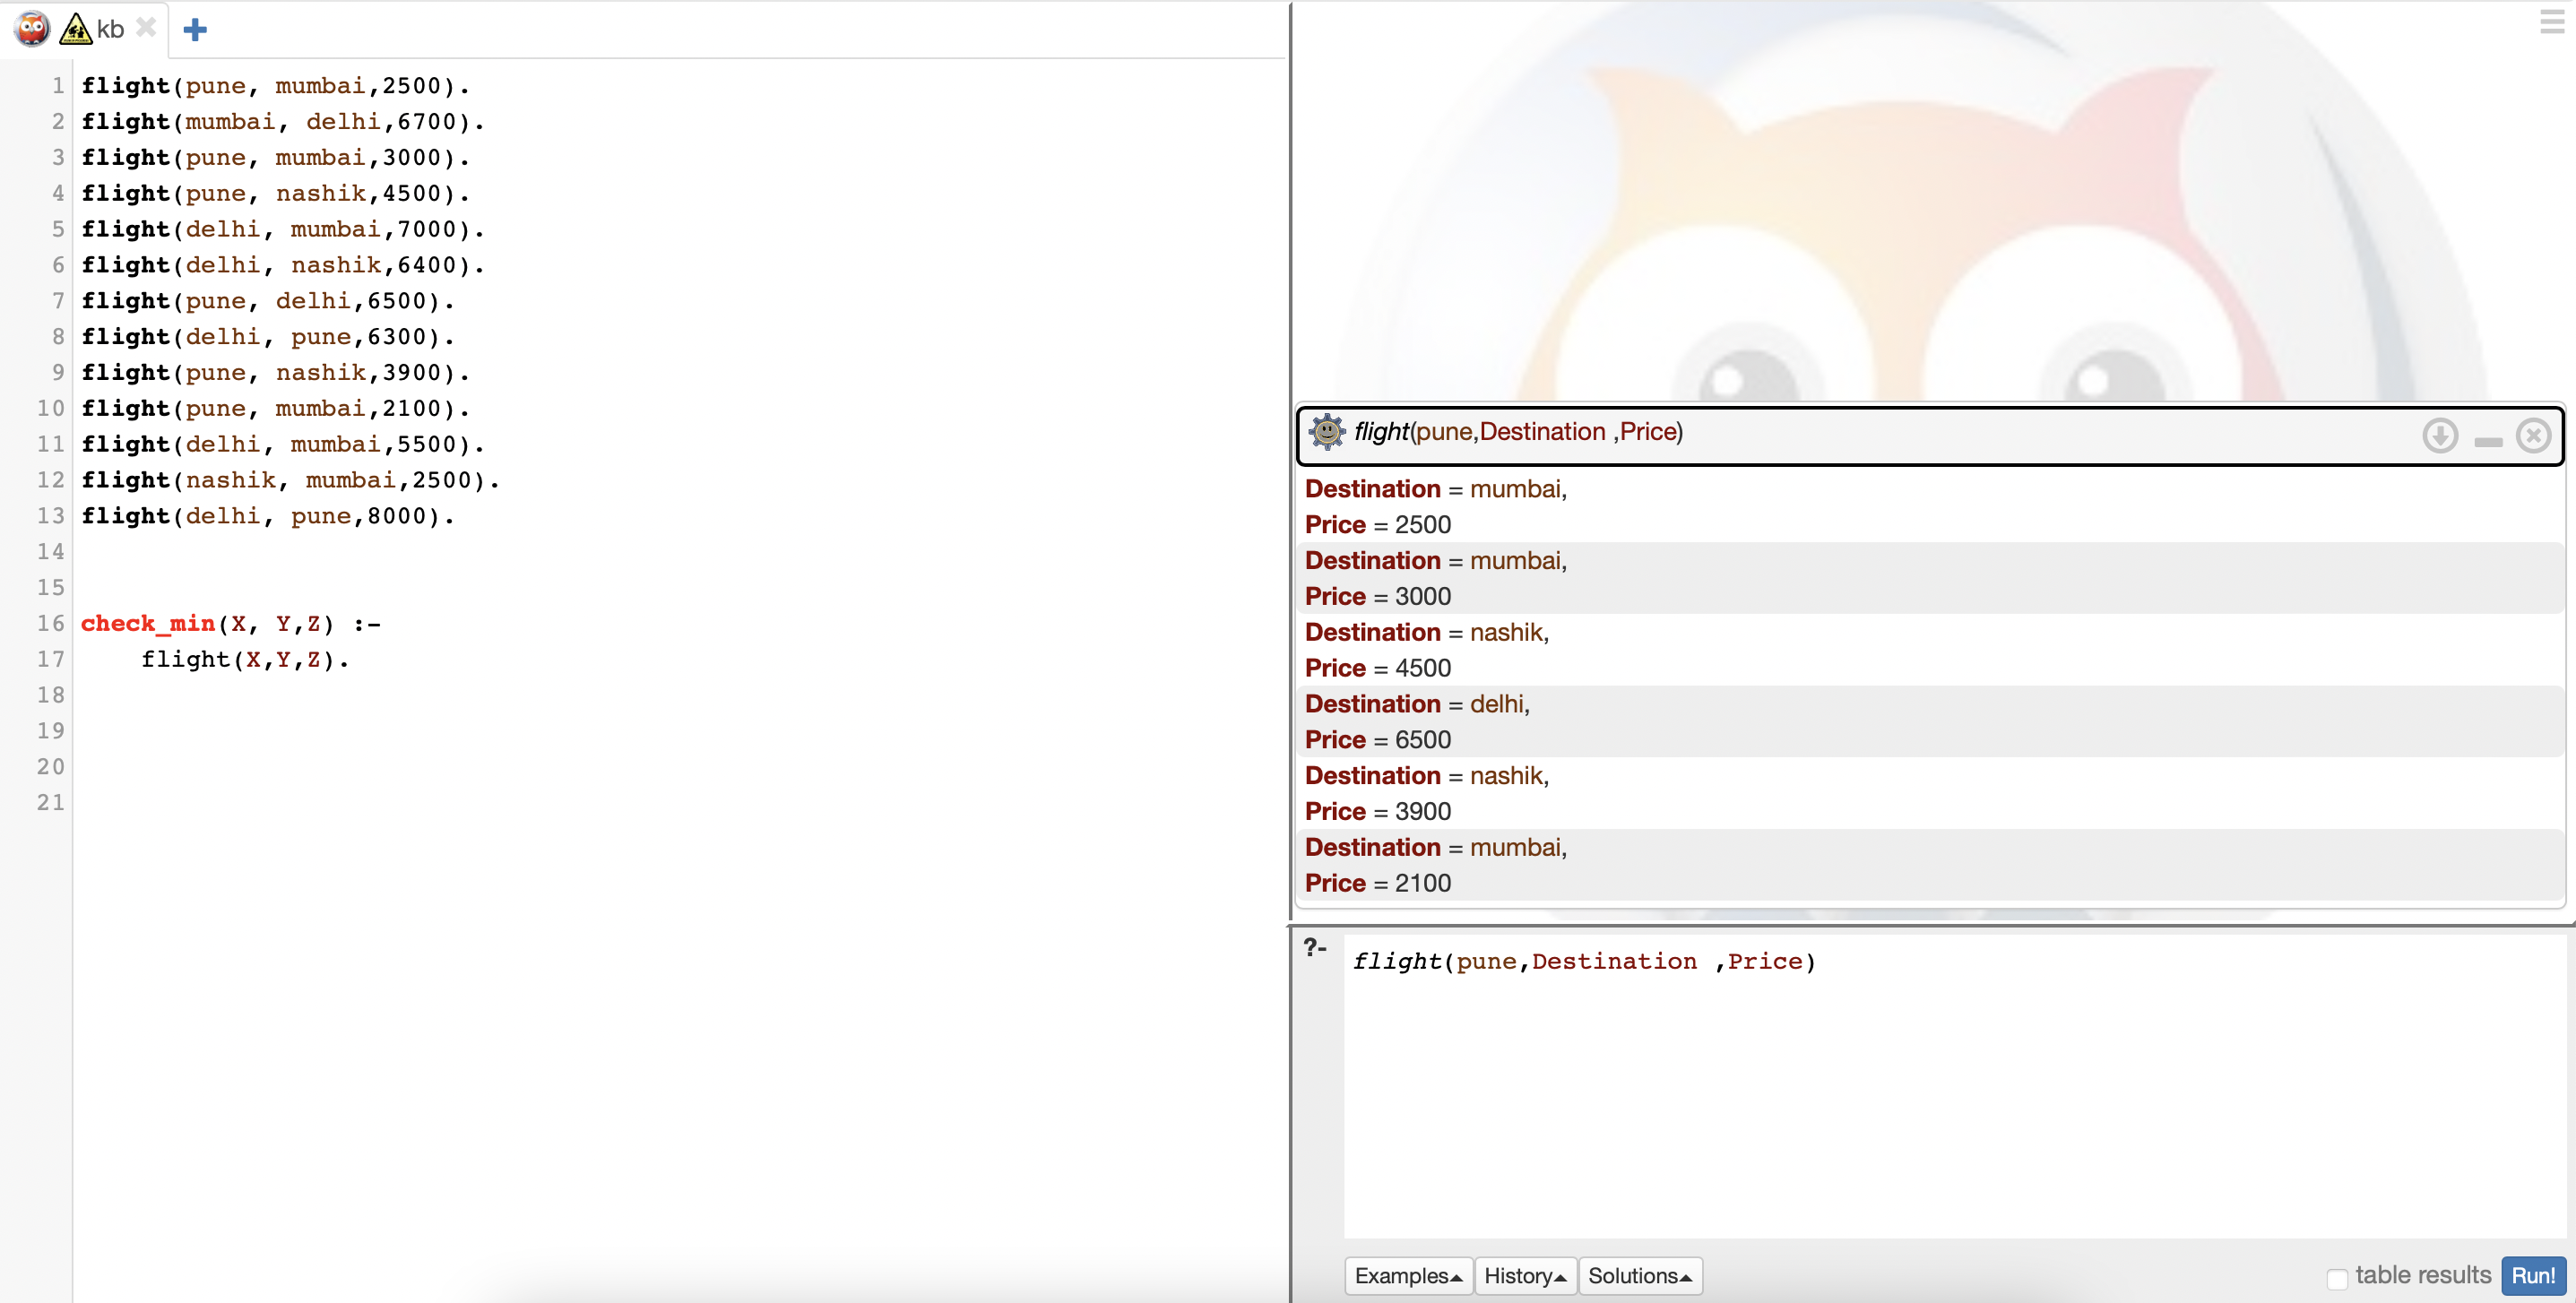 kb
1 flight(pune, mumbai,2500).
2 flight(mumbai, delhi,6700).
3 flight(pune, mumbai,3000).
4 flight(pune, nashik,4500).
5 flight(delhi, mumbai,7000).
6 flight(delhi, nashik,6400).
7 flight(pune, delhi,6500).
8 flight(delhi, pune,6300).
9 flight(pune, nashik,3900).
10 flight(pune, mumbai,2100).
11 flight(delhi, mumbai,5500).
12 flight(nashik, mumbai,2500).
13 flight(delhi, pune,8000).
14
15
16 check_min(X, Y,Z) :-
17     flight(X,Y,Z).
18
19
20
21
flight(pune,Destination ,Price)
Destination = mumbai,
Price = 2500
Destination = mumbai,
Price = 3000
Destination = nashik,
Price = 4500
Destination = delhi,
Price = 6500
Destination = nashik,
Price = 3900
Destination = mumbai,
Price = 2100
?- flight(pune,Destination ,Price)
Examples History Solutions table results Run!